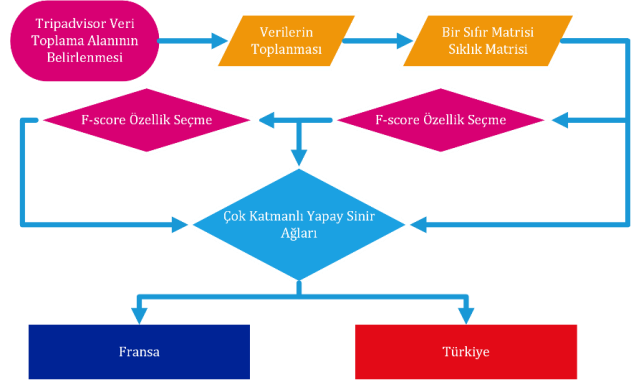 Tripadvisor Veri
Toplama Alanının
Belirlenmesi
Verilerin
Toplanması
Bir Sıfır Matrisi
Sıklık Matrisi
F-score Özellik Seçme
F-score Özellik Seçme
Çok Katmanlı Yapay Sinir
Ağları
Fransa
Türkiye